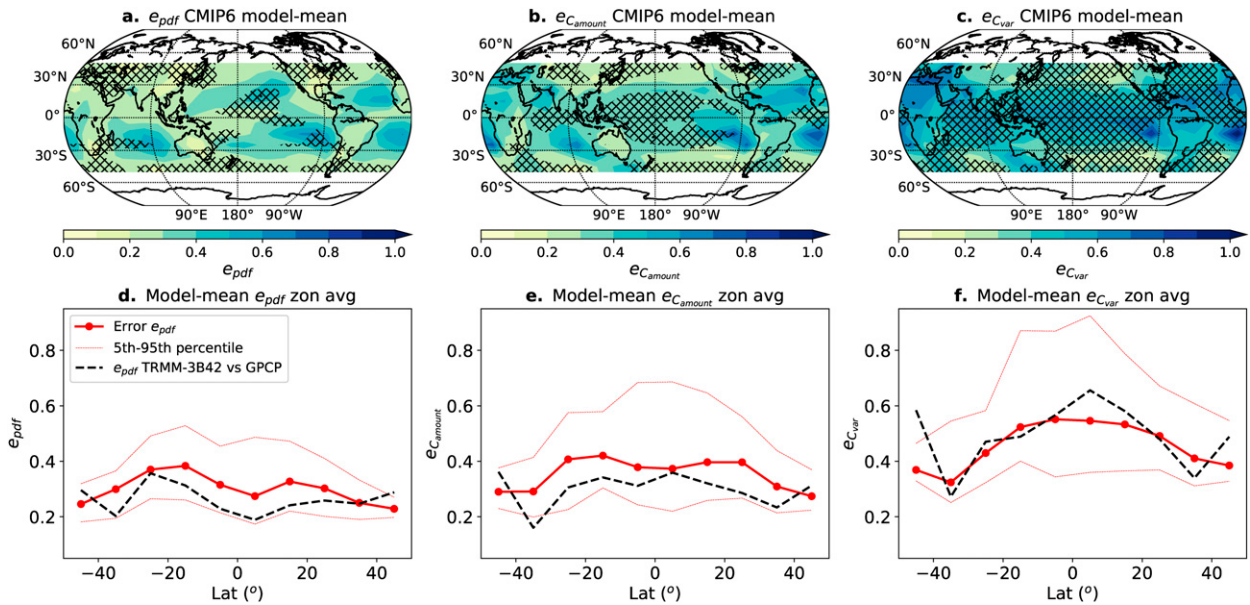 a. e_pdf CMIP6 model-mean
60°N
30°N
0°
30°S
60°S
90°E 180° 90°W
0.0 0.2 0.4 0.6 0.8 1.0
e_pdf
b. e_C_amount CMIP6 model-mean
60°N
30°N
0°
30°S
60°S
90°E 180° 90°W
0.0 0.2 0.4 0.6 0.8 1.0
e_C_amount
c. e_C_var CMIP6 model-mean
60°N
30°N
0°
30°S
60°S
90°E 180° 90°W
0.0 0.2 0.4 0.6 0.8 1.0
e_C_var
d. Model-mean e_pdf zon avg
Error e_pdf
5th-95th percentile
e_pdf TRMM-3B42 vs GPCP
e_pdf
0.8
0.6
0.4
0.2
−40 −20 0 20 40
Lat (°)
e. Model-mean e_C_amount zon avg
e_C_amount
0.8
0.6
0.4
0.2
−40 −20 0 20 40
Lat (°)
f. Model-mean e_C_var zon avg
e_C_var
0.8
0.6
0.4
0.2
−40 −20 0 20 40
Lat (°)